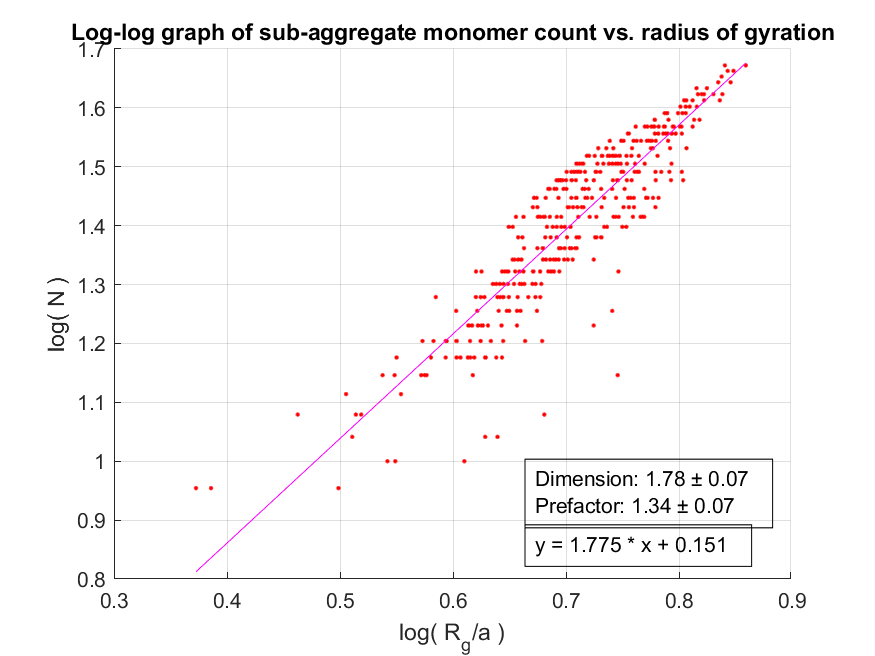 Log-log graph of sub-aggregate monomer count vs. radius of gyration
1.7
1.6
1.5
1.4
1.3
1.2
1.1
1
0.9
0.8
log( N )
Dimension: 1.78 ± 0.07
Prefactor: 1.34 ± 0.07
y = 1.775 * x + 0.151
0.3 0.4 0.5 0.6 0.7 0.8 0.9
log( R_g/a )